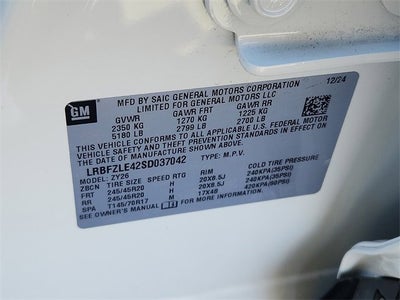 GM
MFD BY SAIC GENERAL MOTORS CORPORATION
LIMITED FOR GENERAL MOTORS LLC
12/24
GVWR GAWR FRT GAWR RR
2350 KG 1270 KG 1225 KG
5180 LB 2799 LB 2700 LB
THIS VEHICLE CONFORMS TO ALL APPLICABLE U.S. FEDERAL MOTOR
VEHICLE SAFETY, AND THEFT PREVENTION STANDARDS IN EFFECT ON
THE DATE OF MANUFACTURE SHOWN ABOVE.
LRBFZLE42SD037042 TYPE: M.P.V.
ZBCN ZY26
TIRE SIZE SPEED RTG RIM COLD TIRE PRESSURE
FRT 245/45R20 H 20X8.5J 240KPA(35PSI)
RR 245/45R20 H 20X8.5J 240KPA(35PSI)
SPA T145/70R17 M 17X4B 420KPA(60PSI)
SEE OWNER'S MANUAL FOR ADDITIONAL INFORMATION.